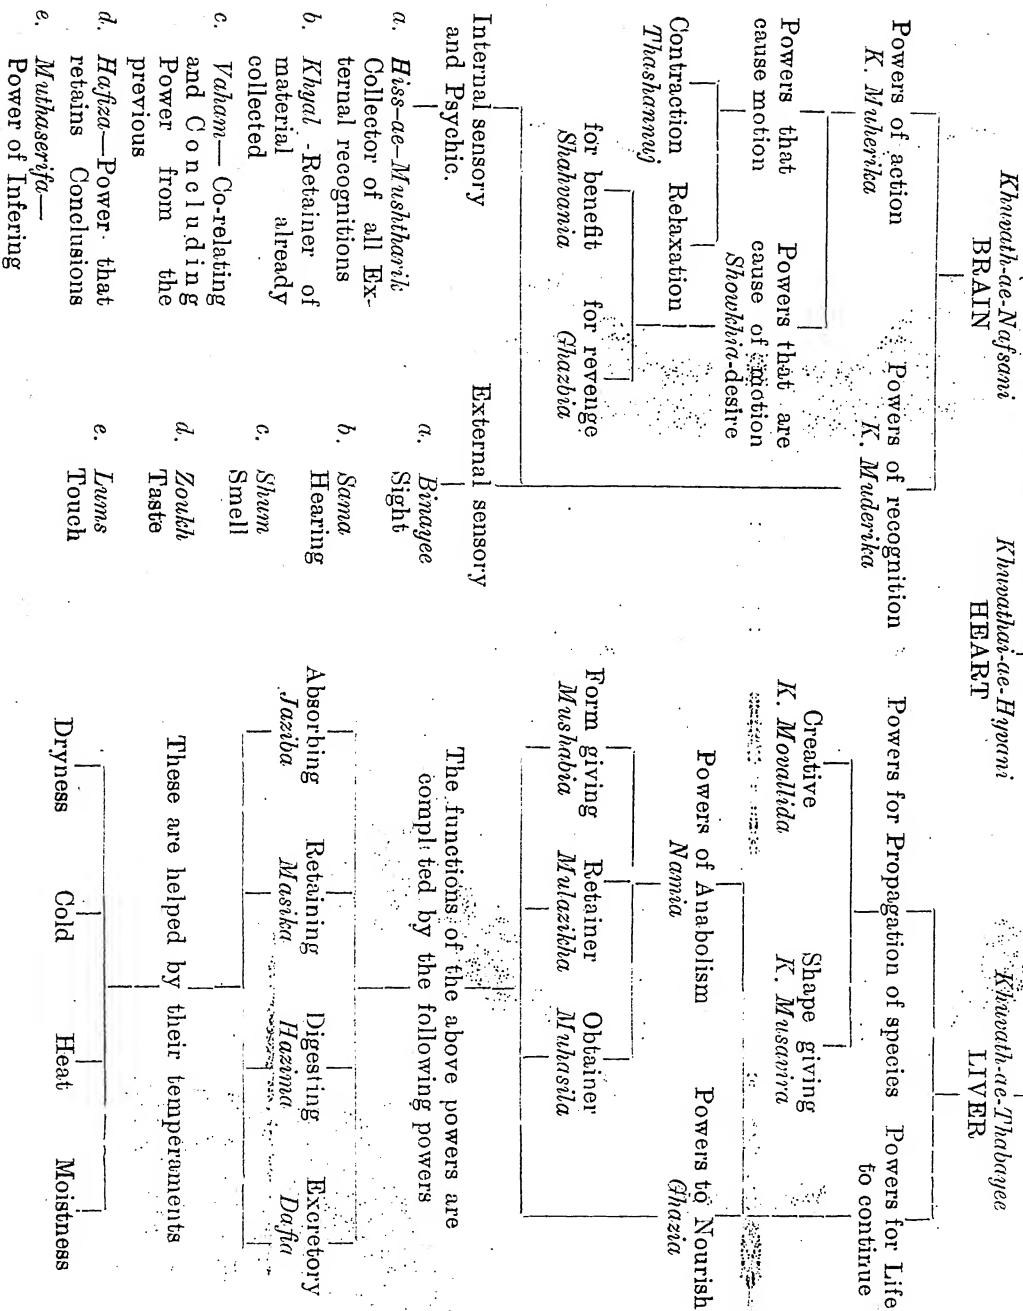 Khuvath-ae-Nafsani
BRAIN
Khuvathai-ae-Hyvani
HEART
Khuvath-ae-Thabayee
LIVER
Powers of action
K. Muherika
Powers of recognition
K. Muderika
Powers that
cause motion
Powers that are
cause of motion
Showkhia-desire
Contraction
Thashannuj
Relaxation
for benefit
Shahvania
for revenge
Ghazbia
Internal sensory
and Psychic.
a. Hiss-ae-Mushtharik
Collector of all Ex-
ternal recognitions
b. Khyal-Retainer of
material already
collected
c. Vaham—Co-relating
and Concluding
Power from the
previous
d. Hafiza—Power that
retains Conclusions
e. Muthaserifa—
Power of Infering
External sensory
a. Binayee
Sight
b. Sama
Hearing
c. Shum
Smell
d. Zoukh
Taste
e. Lums
Touch
Powers for Propagation of species
Powers for Life
to continue
Creative
K. Movallida
Shape giving
K. Musavira
Powers of Anabolism
Namia
Powers to Nourish
Ghazia
Form giving
Mushabia
Retainer
Mulazikha
Obtainer
Muhasila
The functions of the above powers are
completed by the following powers
Absorbing
Jaziba
Retaining
Masika
Digesting
Hazima
Excretory
Dafia
These are helped by their temperaments
Dryness
Cold
Heat
Moistness